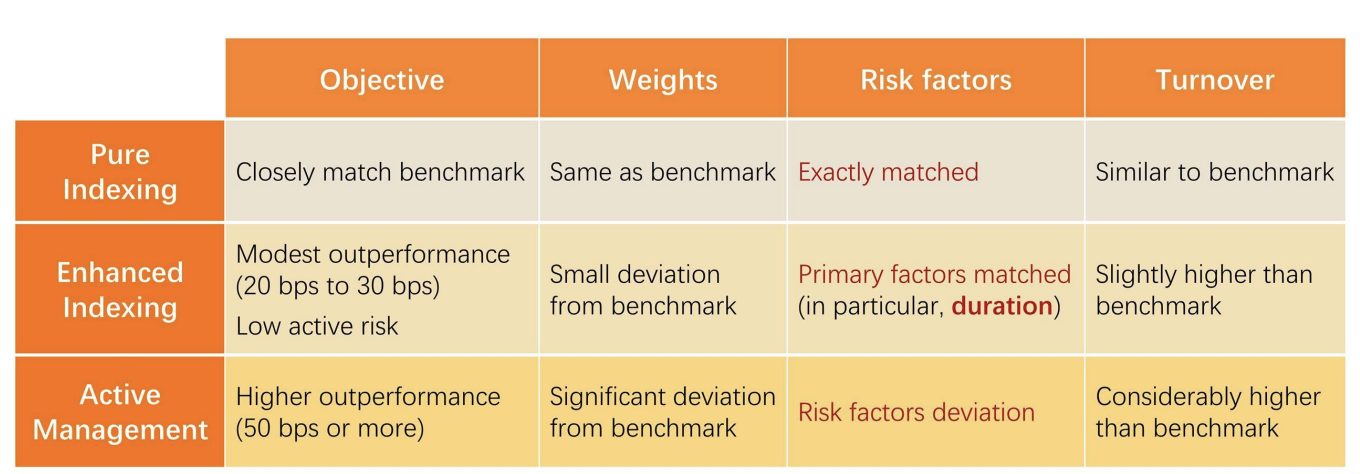 Objective Weights Risk factors Turnover
Pure
Indexing
Closely match benchmark
Same as benchmark
Exactly matched
Similar to benchmark
Enhanced
Indexing
Modest outperformance
(20 bps to 30 bps)
Low active risk
Small deviation
from benchmark
Primary factors matched
(in particular, duration)
Slightly higher than
benchmark
Active
Management
Higher outperformance
(50 bps or more)
Significant deviation
from benchmark
Risk factors deviation
Considerably higher
than benchmark